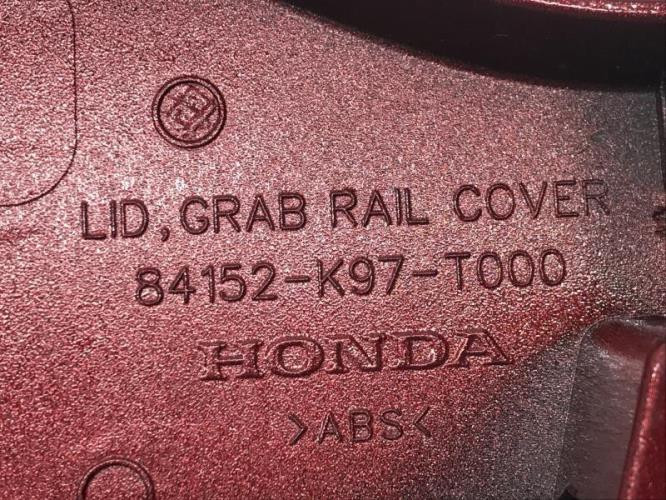 LID, GRAB RAIL COVER
84152-K97-T000
HONDA
>ABS<